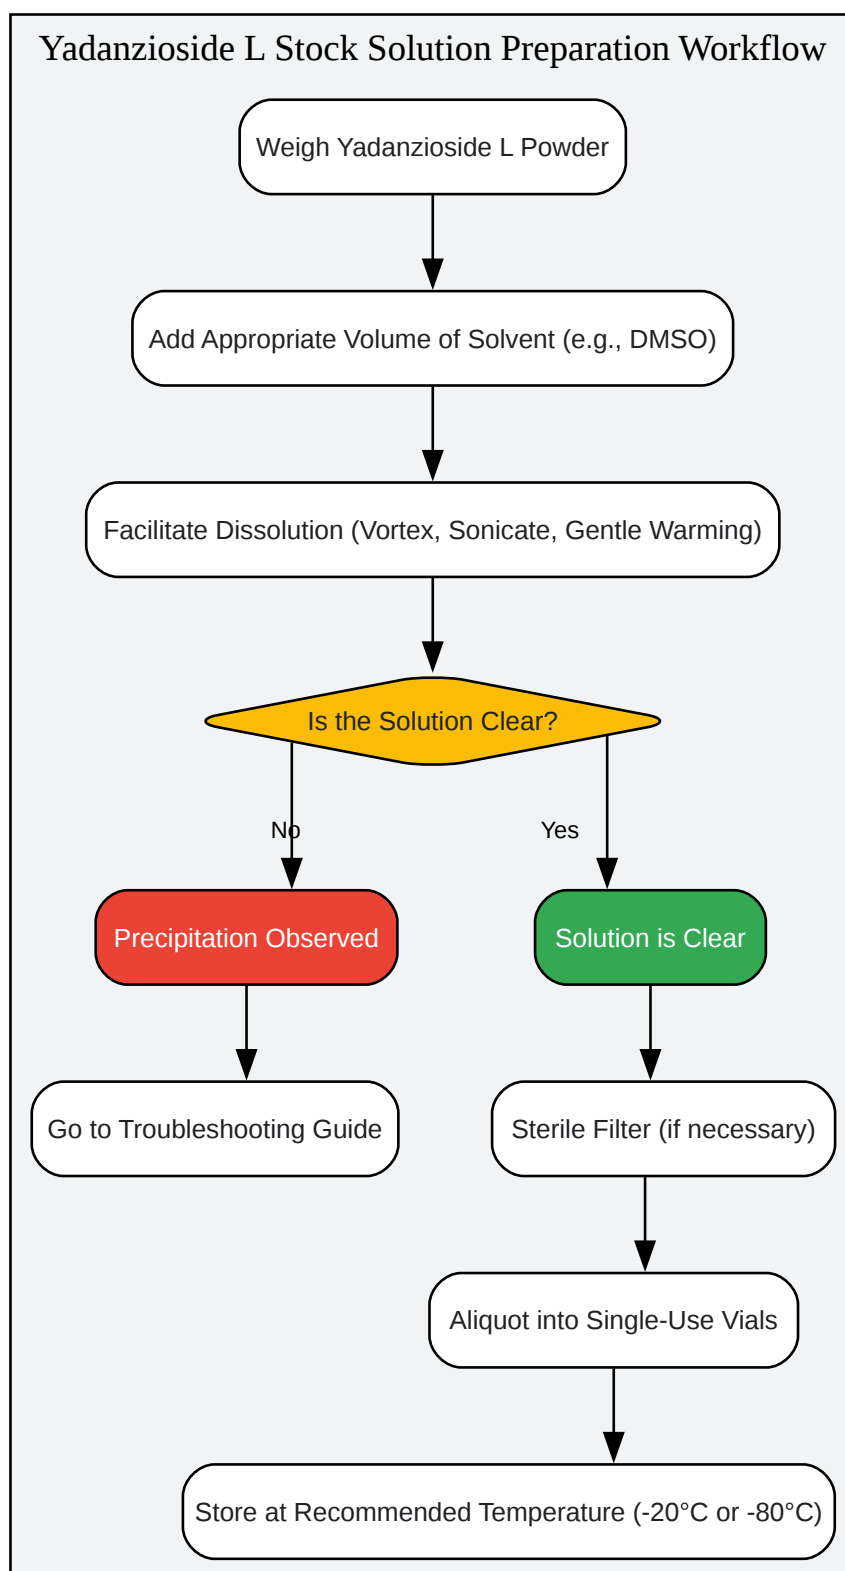 Yadanzioside L Stock Solution Preparation Workflow
Weigh Yadanzioside L Powder
Add Appropriate Volume of Solvent (e.g., DMSO)
Facilitate Dissolution (Vortex, Sonicate, Gentle Warming)
Is the Solution Clear?
No
Yes
Precipitation Observed
Solution is Clear
Go to Troubleshooting Guide
Sterile Filter (if necessary)
Aliquot into Single-Use Vials
Store at Recommended Temperature (-20°C or -80°C)